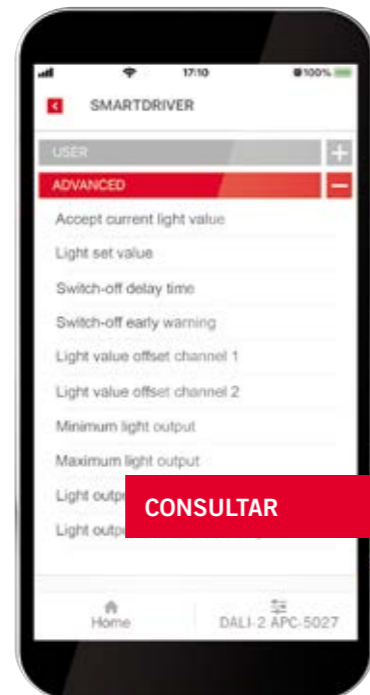 17:10 100%
SMARTDRIVER
USER
ADVANCED
Accept current light value
Light set value
Switch-off delay time
Switch-off early warning
Light value offset channel 1
Light value offset channel 2
Minimum light output
Maximum light output
Light
CONSULTAR
Light
Home DALI-2 APC-5027